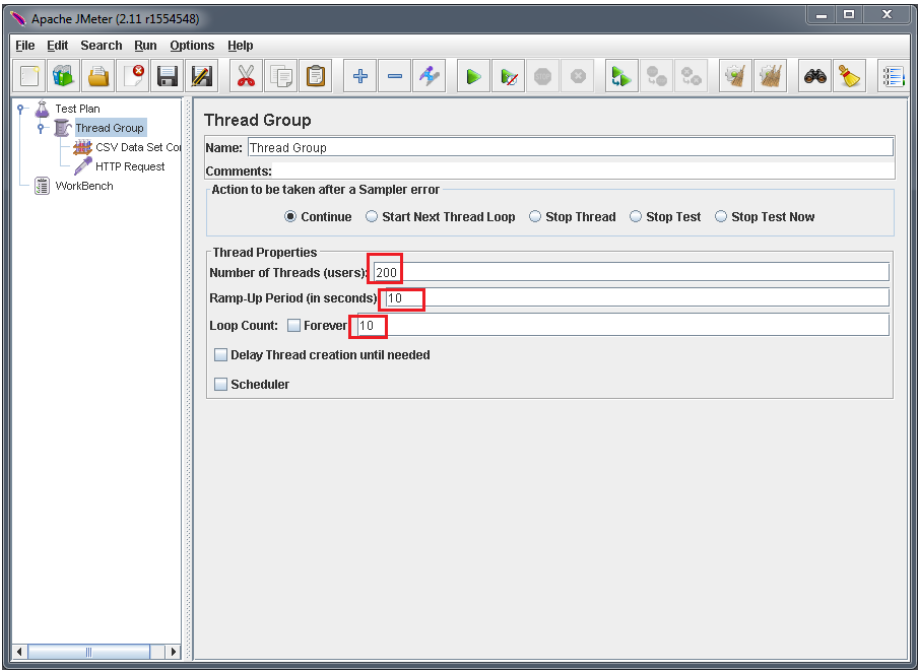 Apache JMeter (2.11 r1554548)
File Edit Search Run Options Help
Test Plan
Thread Group
CSV Data Set Co
HTTP Request
WorkBench
Thread Group
Name: Thread Group
Comments:
Action to be taken after a Sampler error
Continue Start Next Thread Loop Stop Thread Stop Test Stop Test Now
Thread Properties
Number of Threads (users): 200
Ramp-Up Period (in seconds) 10
Loop Count: Forever 10
Delay Thread creation until needed
Scheduler